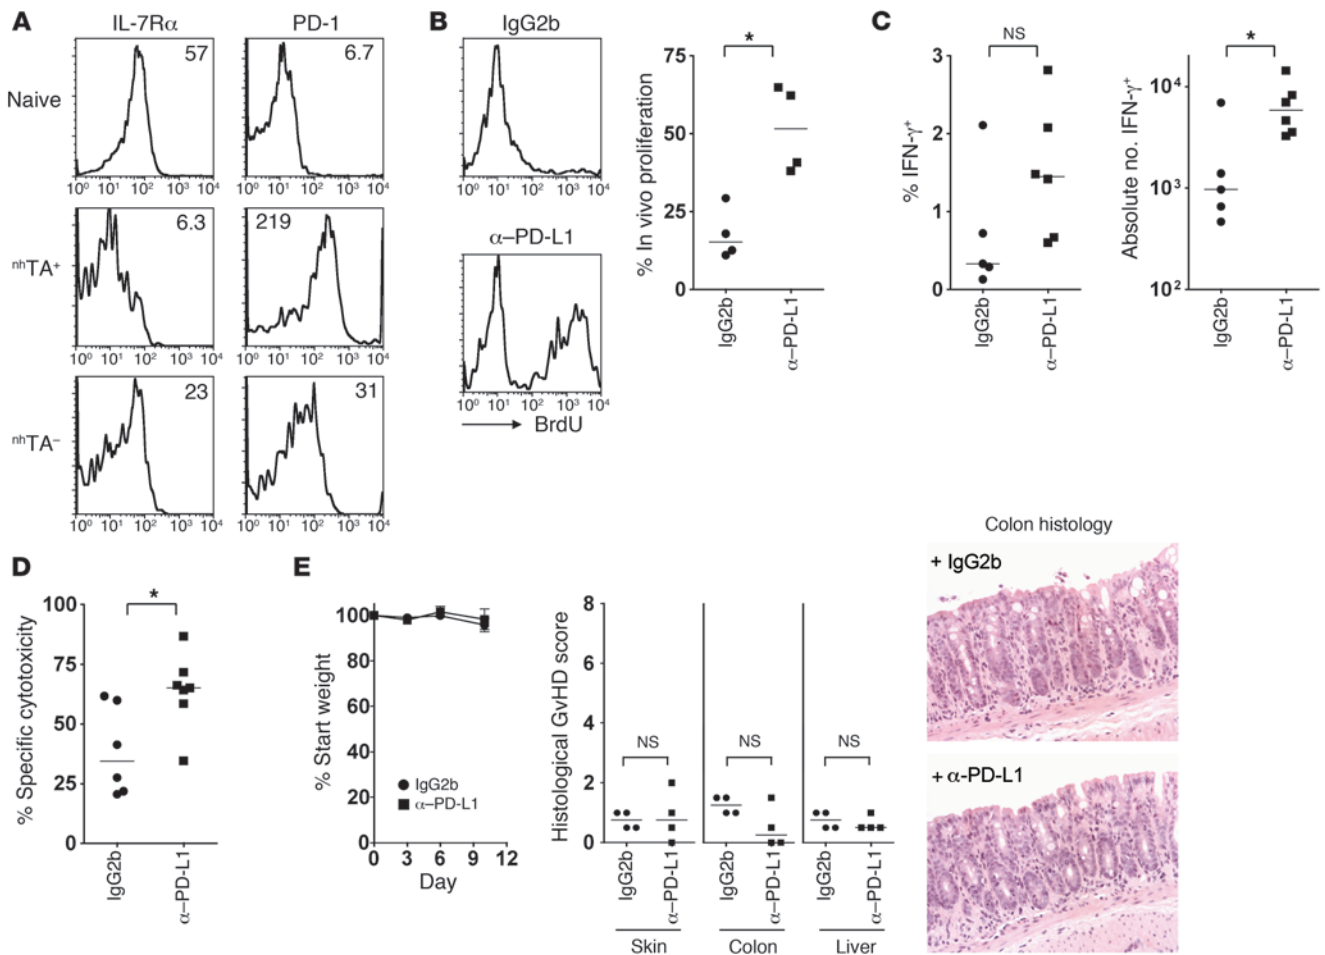 A
IL-7Rα
PD-1
Naive
57
6.7
10⁰ 10¹ 10² 10³ 10⁴
10⁰ 10¹ 10² 10³ 10⁴
nhTA⁺
6.3
219
10⁰ 10¹ 10² 10³ 10⁴
10⁰ 10¹ 10² 10³ 10⁴
nhTA⁻
23
31
10⁰ 10¹ 10² 10³ 10⁴
10⁰ 10¹ 10² 10³ 10⁴
B
IgG2b
10⁰ 10¹ 10² 10³ 10⁴
α–PD-L1
10⁰ 10¹ 10² 10³ 10⁴
BrdU
% In vivo proliferation
75
50
25
0
*
IgG2b
α–PD-L1
C
% IFN-γ⁺
3
2
1
0
NS
IgG2b
α–PD-L1
Absolute no. IFN-γ⁺
10⁴
10³
10²
*
IgG2b
α–PD-L1
D
% Specific cytotoxicity
100
75
50
25
0
*
IgG2b
α–PD-L1
E
% Start weight
100
80
60
40
20
0
IgG2b
α–PD-L1
0 3 6 9 12
Day
Histological GvHD score
8
6
4
2
0
NS
NS
NS
IgG2b
α–PD-L1
IgG2b
α–PD-L1
IgG2b
α–PD-L1
Skin
Colon
Liver
Colon histology
+ IgG2b
+ α-PD-L1